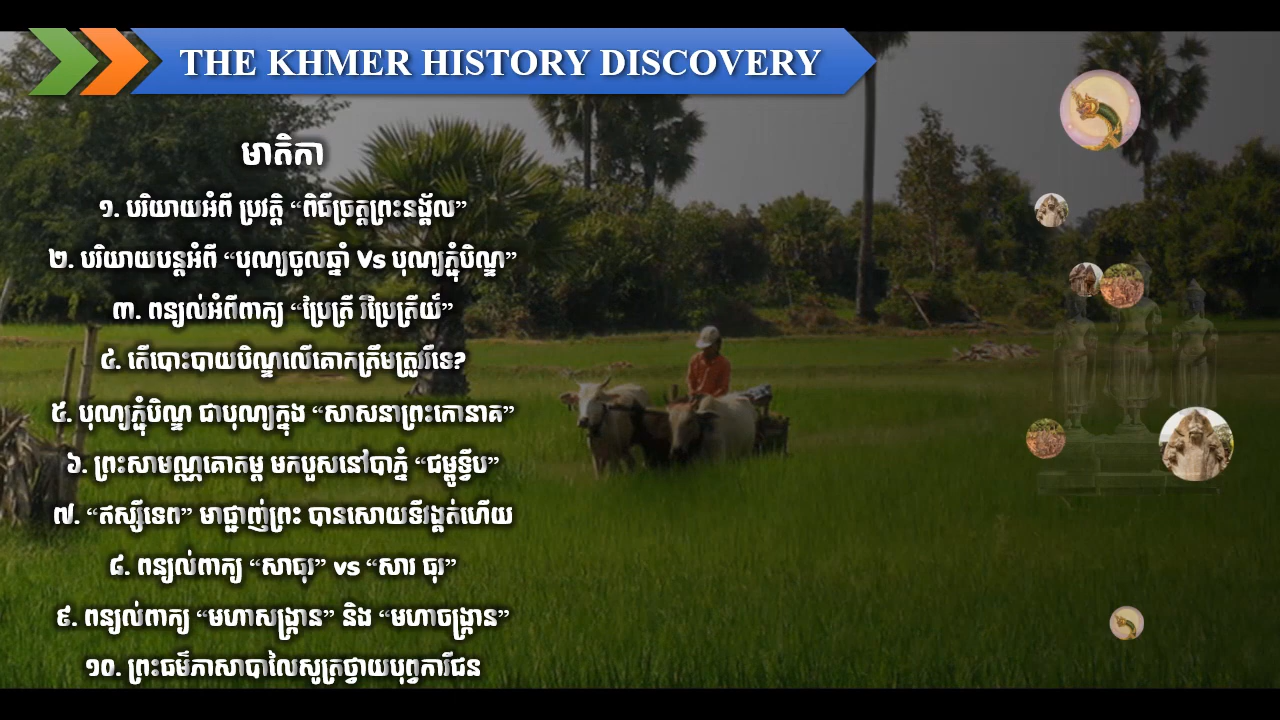 THE KHMER HISTORY DISCOVERY
មាតិកា
១. បរិយាយអំពី ប្រវត្តិ “ពិធីច្រត្តព្រះនង្គ័ល”
២. បរិយាយបន្តអំពី “បុណ្យចូលឆ្នាំ Vs បុណ្យភ្ជុំបិណ្ឌ”
៣. ពន្យល់អំពីពាក្យ “ប្រៃត្រី រឺប្រៃត្រីយ៍”
៤. តើបោះបាយបិណ្ឌលើគោកត្រឹមត្រូវរឺទេ?
៥. បុណ្យភ្ជុំបិណ្ឌ ជាបុណ្យក្នុង “សាសនាព្រះកោនាគ”
៦. ព្រះសាមណ្ណគោតម្ត មកបួសនៅបាភ្នំ “ជម្ពូទ្វីប”
៧. “ឥស្សីទេព” មាផ្ចាញ់ព្រះ បានសោយទីវង្គត់ហើយ
៨. ពន្យល់ពាក្យ “សាធុរ” vs “សារ ធុរ”
៩. ពន្យល់ពាក្យ “មហាសង្ក្រាន” និង “មហាចង្ក្រាន”
១០. ព្រះធម៌ភាសាបាលៃសូត្រថ្វាយបុព្វការីជន